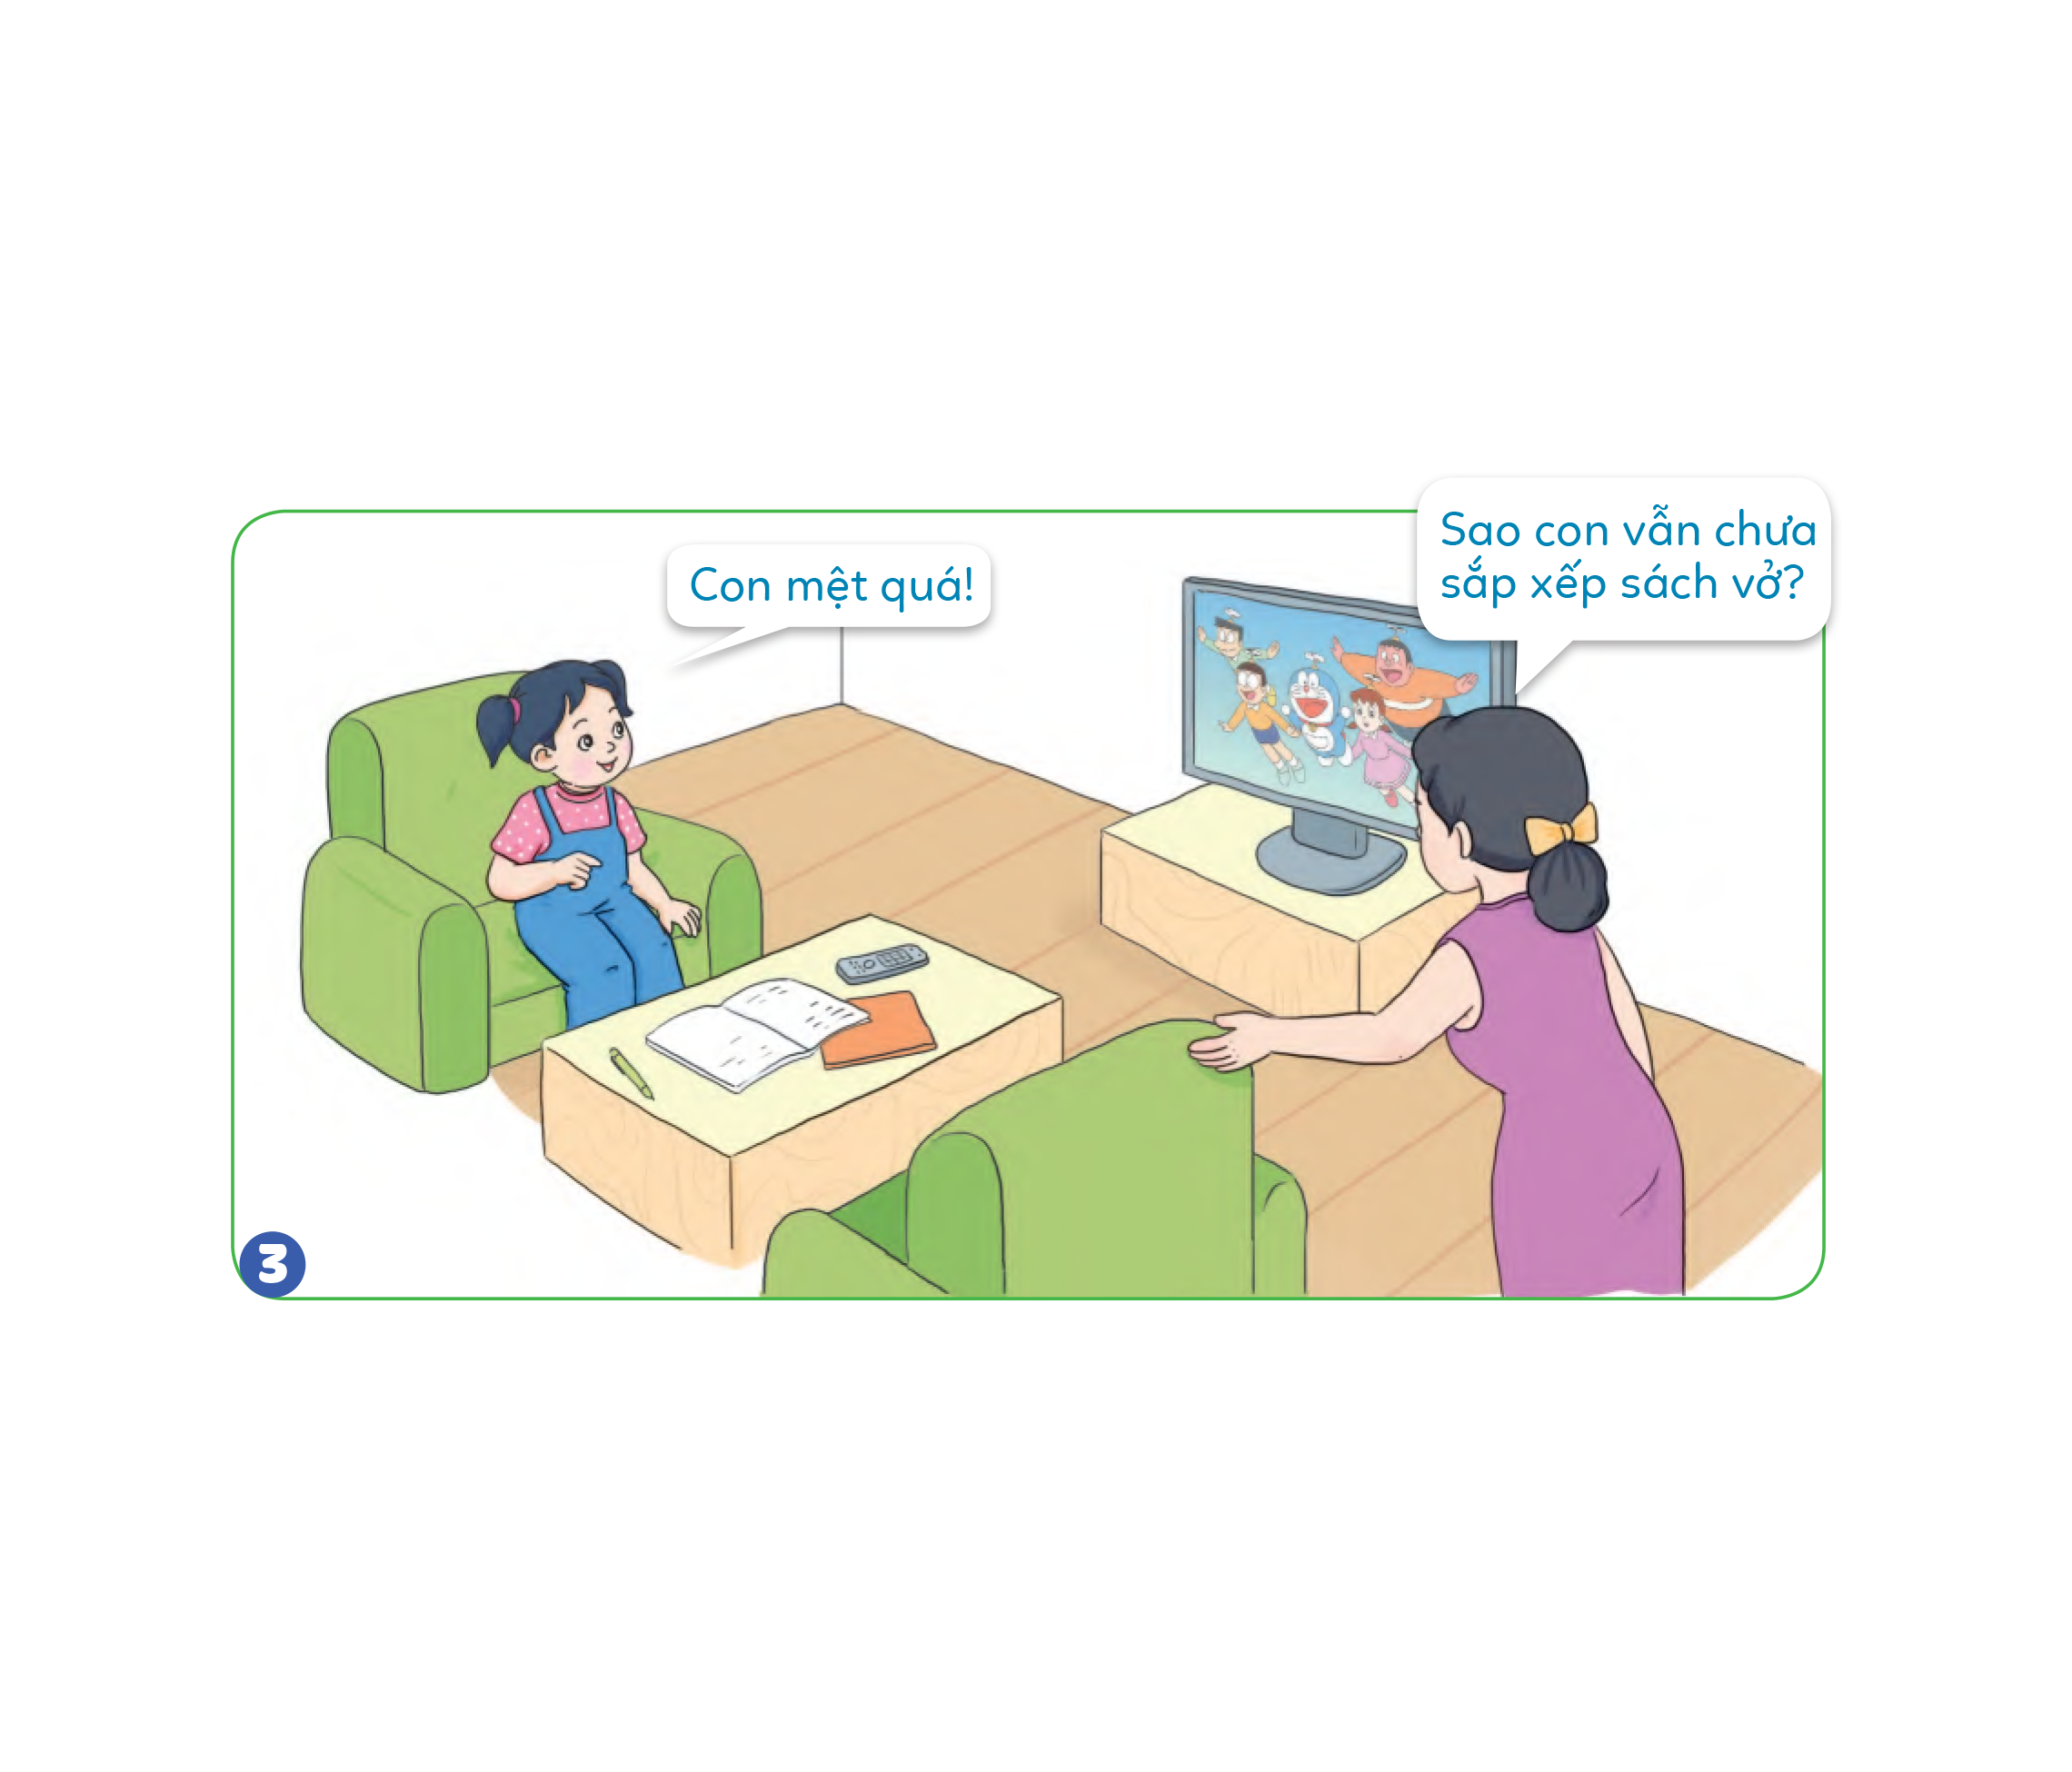 Sao con vẫn chưa
sắp xếp sách vở?
Con mệt quá!
3